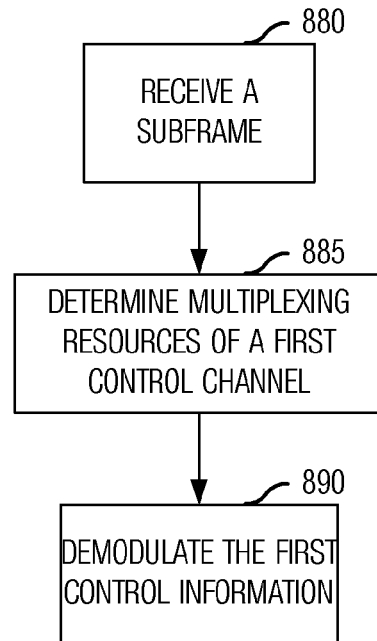 880
RECEIVE A
SUBFRAME
885
DETERMINE MULTIPLEXING
RESOURCES OF A FIRST
CONTROL CHANNEL
890
DEMODULATE THE FIRST
CONTROL INFORMATION